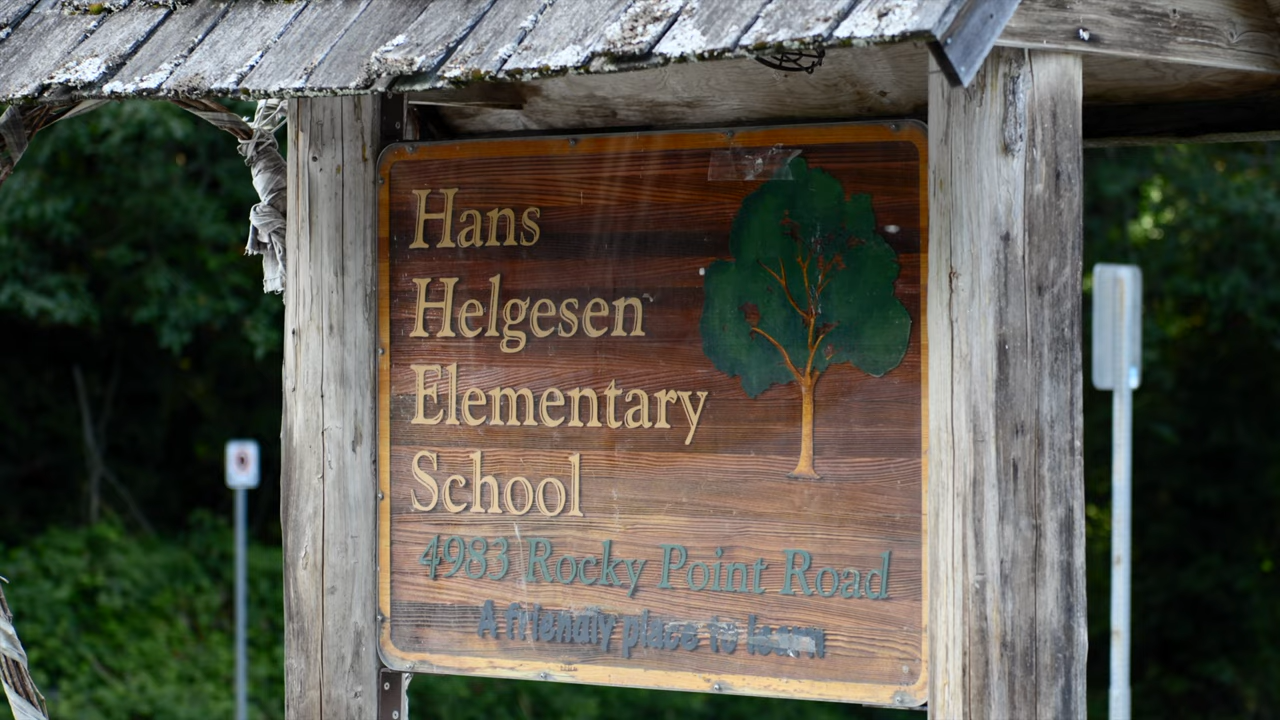 Hans
Helgesen
Elementary
School
4983 Rocky Point Road
A friendly place to learn